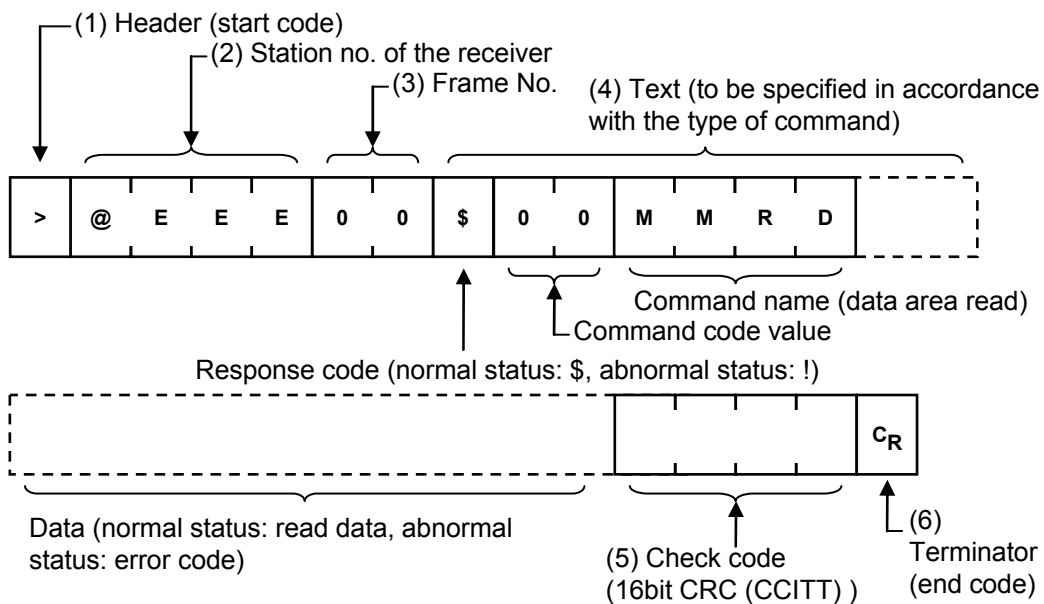 (1) Header (start code)
(2) Station no. of the receiver
(3) Frame No.
(4) Text (to be specified in accordance
with the type of command)
> @ E E E 0 0 $ 0 0 M M R D
Command name (data area read)
Command code value
Response code (normal status: $, abnormal status: !)
CR
Data (normal status: read data, abnormal
status: error code)
(5) Check code
(16bit CRC (CCITT) )
(6)
Terminator
(end code)